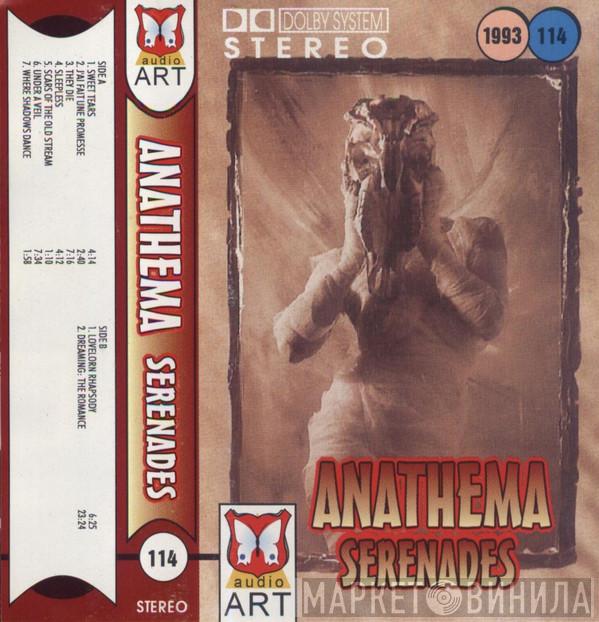 SIDE A
1. SWEET TEARS 4:14
2. J'AI FAIT UNE PROMESSE 2:40
3. THEY DIE 7:16
4. SLEEPLESS 4:12
5. SCARS OF THE OLD STREAM 1:10
6. UNDER A VEIL 7:34
7. WHERE SHADOWS DANCE 1:58
SIDE B
1. LOVELORN RHAPSODY 6:25
2. DREAMING: THE ROMANCE 23:24
audio
ART
ANATHEMA SERENADES
114
STEREO
DOLBY SYSTEM
STEREO
1993 114
ANATHEMA
SERENADES
audio
ART
МАРКЕТ ВИНИЛА